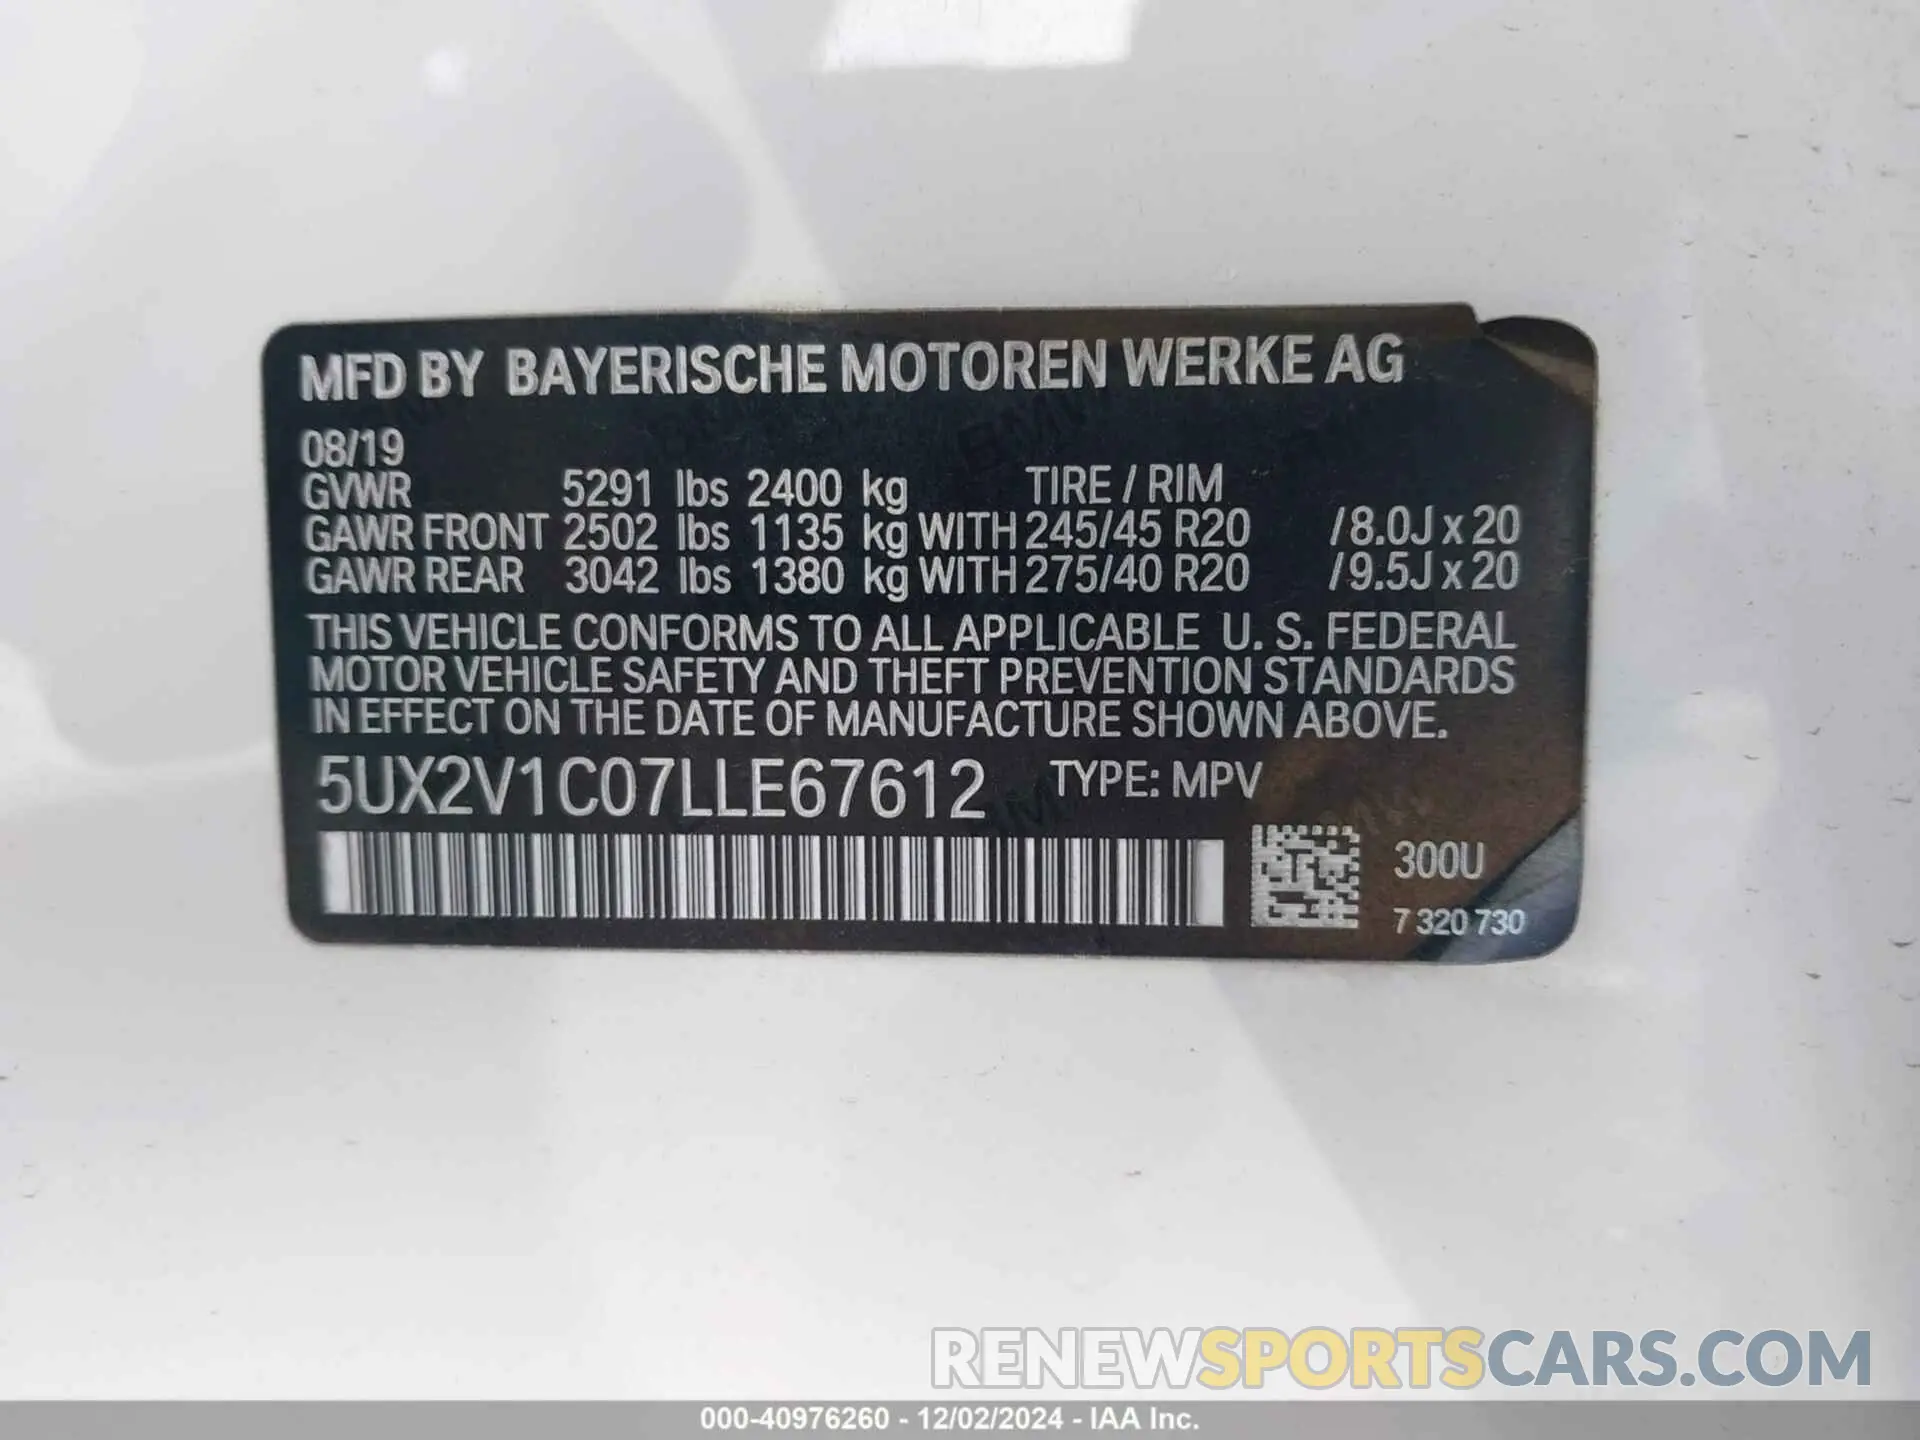 MFD BY BAYERISCHE MOTOREN WERKE AG
08/19
GVWR 5291 lbs 2400 kg TIRE / RIM
GAWR FRONT 2502 lbs 1135 kg WITH 245/45 R20 /8.0J x 20
GAWR REAR 3042 lbs 1380 kg WITH 275/40 R20 /9.5J x 20
THIS VEHICLE CONFORMS TO ALL APPLICABLE U. S. FEDERAL
MOTOR VEHICLE SAFETY AND THEFT PREVENTION STANDARDS
IN EFFECT ON THE DATE OF MANUFACTURE SHOWN ABOVE.
5UX2V1C07LLE67612 TYPE: MPV
300U
7 320 730
RENEWSPORTSCARS.COM
000-40976260 - 12/02/2024 - IAA Inc.